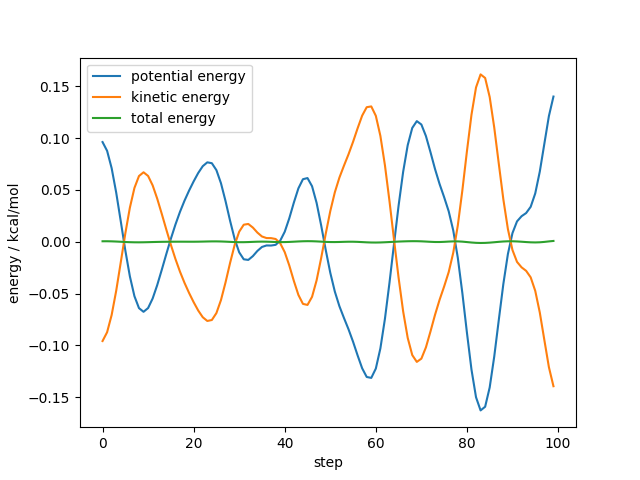 potential energy
kinetic energy
total energy
0.15
0.10
0.05
0.00
−0.05
−0.10
−0.15
energy / kcal/mol
0 20 40 60 80 100
step